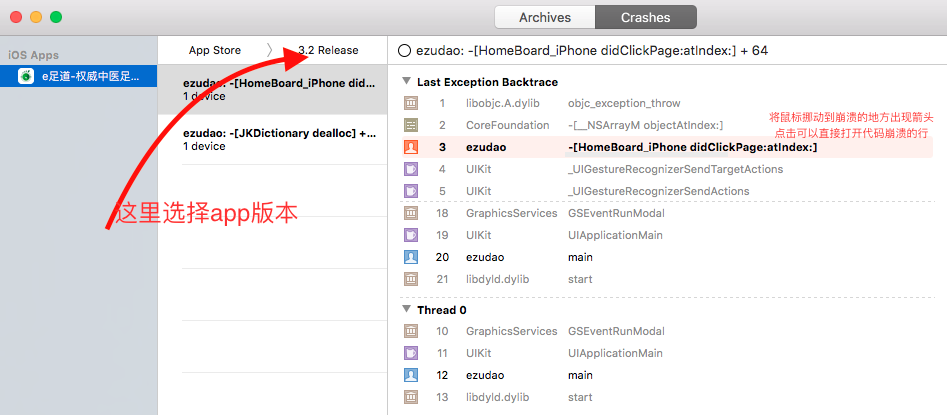 Archives Crashes
iOS Apps
e足道-权威中医足...
App Store 3.2 Release
ezudao: -[HomeBoard_iPhone did...
1 device
ezudao: -[JKDictionary dealloc] +...
1 device
这里选择app版本
ezudao: -[HomeBoard_iPhone didClickPage:atIndex:] + 64
Last Exception Backtrace
1 libobjc.A.dylib objc_exception_throw
2 CoreFoundation -[__NSArrayM objectAtIndex:]
将鼠标挪动到崩溃的地方出现箭头
点击可以直接打开代码崩溃的行
3 ezudao -[HomeBoard_iPhone didClickPage:atIndex:]
4 UIKit _UIGestureRecognizerSendTargetActions
5 UIKit _UIGestureRecognizerSendActions
18 GraphicsServices GSEventRunModal
19 UIKit UIApplicationMain
20 ezudao main
21 libdyld.dylib start
Thread 0
10 GraphicsServices GSEventRunModal
11 UIKit UIApplicationMain
12 ezudao main
13 libdyld.dylib start